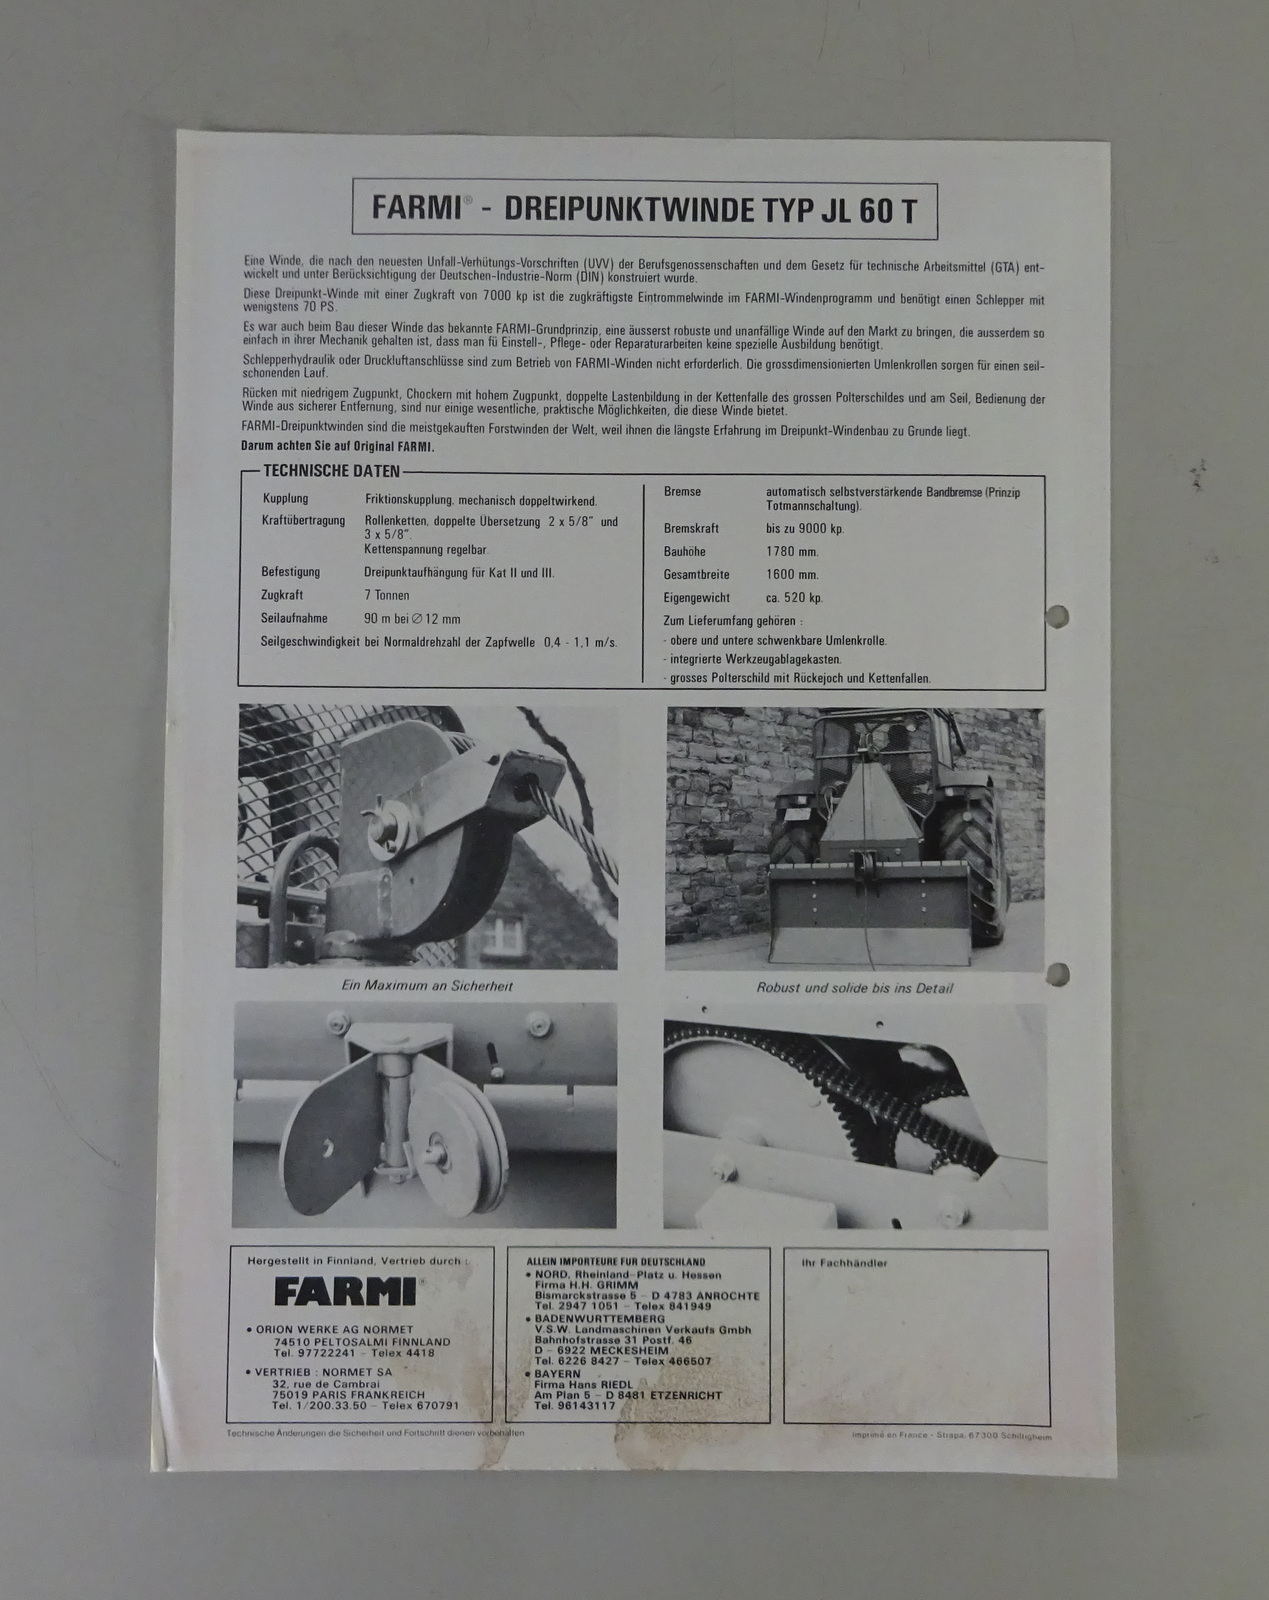 FARMI® - DREIPUNKTWINDE TYP JL 60 T
Eine Winde, die nach den neuesten Unfall-Verhütungs-Vorschriften (UVV) der Berufsgenossenschaften und dem Gesetz für technische Arbeitsmittel (GTA) ent-
wickelt und unter Berücksichtigung der Deutschen-Industrie-Norm (DIN) konstruiert wurde.
Diese Dreipunkt-Winde mit einer Zugkraft von 7000 kp ist die zugkräftigste Eintrommelwinde im FARMI-Windenprogramm und benötigt einen Schlepper mit
wenigstens 70 PS.
Es war auch beim Bau dieser Winde das bekannte FARMI-Grundprinzip, eine äusserst robuste und unanfällige Winde auf den Markt zu bringen, die ausserdem so
einfach in ihrer Mechanik gehalten ist, dass man fü Einstell-, Pflege- oder Reparaturarbeiten keine spezielle Ausbildung benötigt.
Schlepperhydraulik oder Druckluftanschlüsse sind zum Betrieb von FARMI-Winden nicht erforderlich. Die grossdimensionierten Umlenkrollen sorgen für einen seil-
schonenden Lauf.
Rücken mit niedrigem Zugpunkt, Chockern mit hohem Zugpunkt, doppelte Lastenbildung in der Kettenfalle des grossen Polterschildes und am Seil, Bedienung der
Winde aus sicherer Entfernung, sind nur einige wesentliche, praktische Möglichkeiten, die diese Winde bietet.
FARMI-Dreipunktwinden sind die meistgekauften Forstwinden der Welt, weil ihnen die längste Erfahrung im Dreipunkt-Windenbau zu Grunde liegt.
Darum achten Sie auf Original FARMI.
TECHNISCHE DATEN
Kupplung Friktionskupplung, mechanisch doppeltwirkend.
Kraftübertragung Rollenketten, doppelte Übersetzung 2 x 5/8" und
3 x 5/8".
Kettenspannung regelbar
Befestigung Dreipunktaufhängung für Kat II und III.
Zugkraft 7 Tonnen
Seilaufnahme 90 m bei ∅ 12 mm
Seilgeschwindigkeit bei Normaldrehzahl der Zapfwelle 0,4 - 1,1 m/s.
Bremse automatisch selbstverstärkende Bandbremse (Prinzip
Totmannschaltung).
Bremskraft bis zu 9000 kp.
Bauhöhe 1780 mm.
Gesamtbreite 1600 mm.
Eigengewicht ca. 520 kp.
Zum Lieferumfang gehören :
- obere und untere schwenkbare Umlenkrolle.
- integrierte Werkzeugablagekasten.
- grosses Polterschild mit Rückejoch und Kettenfallen.
Ein Maximum an Sicherheit
Robust und solide bis ins Detail
Hergestellt in Finnland, Vertrieb durch :
FARMI®
• ORION WERKE AG NORMET
74510 PELTOSALMI FINNLAND
Tel. 97722241 - Telex 4418
• VERTRIEB : NORMET SA
32, rue de Cambrai
75019 PARIS FRANKREICH
Tel. 1/200.33.50 - Telex 670791
ALLEIN IMPORTEURE FUR DEUTSCHLAND
• NORD, Rheinland-Platz u. Hessen
Firma H.H. GRIMM
Bismarckstrasse 5 - D 4783 ANROCHTE
Tel. 2947 1051 - Telex 841949
• BADENWURTTEMBERG
V.S.W. Landmaschinen Verkaufs Gmbh
Bahnhofstrasse 31 Postf. 46
D - 6922 MECKESHEIM
Tel. 6226 8427 - Telex 466507
• BAYERN
Firma Hans RIEDL
Am Plan 5 - D 8481 ETZENRICHT
Tel. 96143117
Ihr Fachhändler
Technische Änderungen die Sicherheit und Fortschritt dienen vorbehalten
Imprimé en France - Strapa, 67300 Schiltigheim